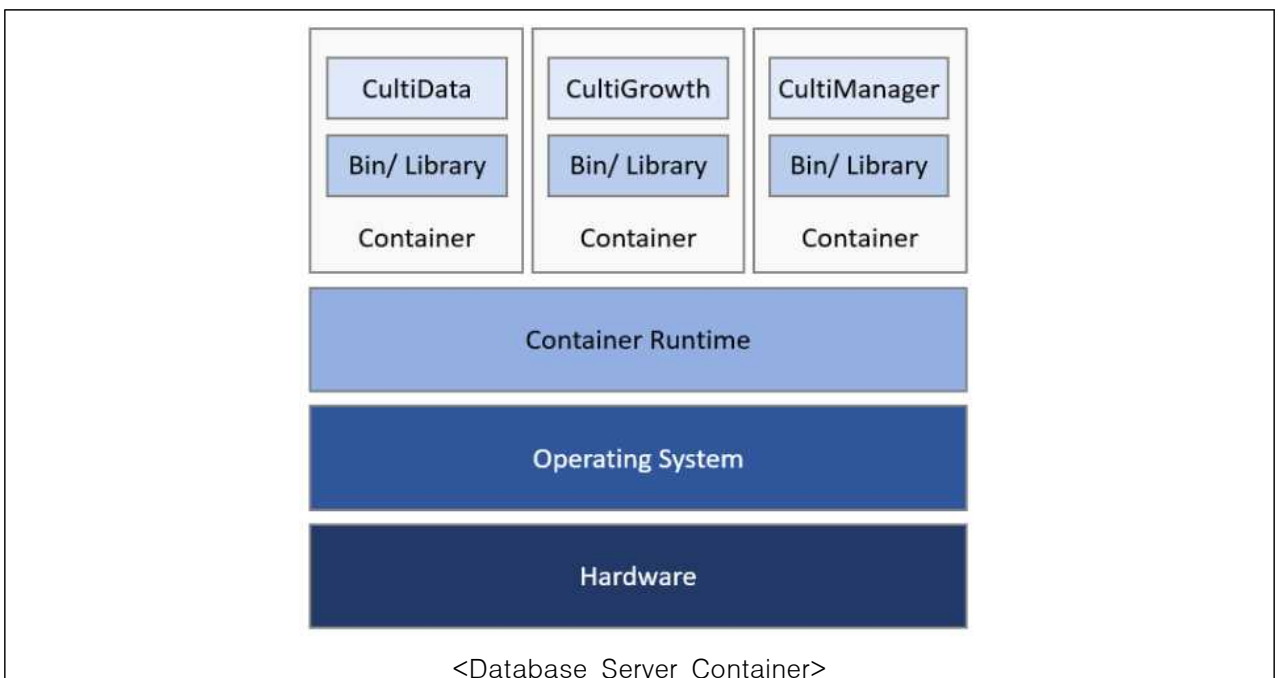 CultiData
CultiGrowth
CultiManager
Bin/ Library
Bin/ Library
Bin/ Library
Container
Container
Container
Container Runtime
Operating System
Hardware
<Database Server Container>